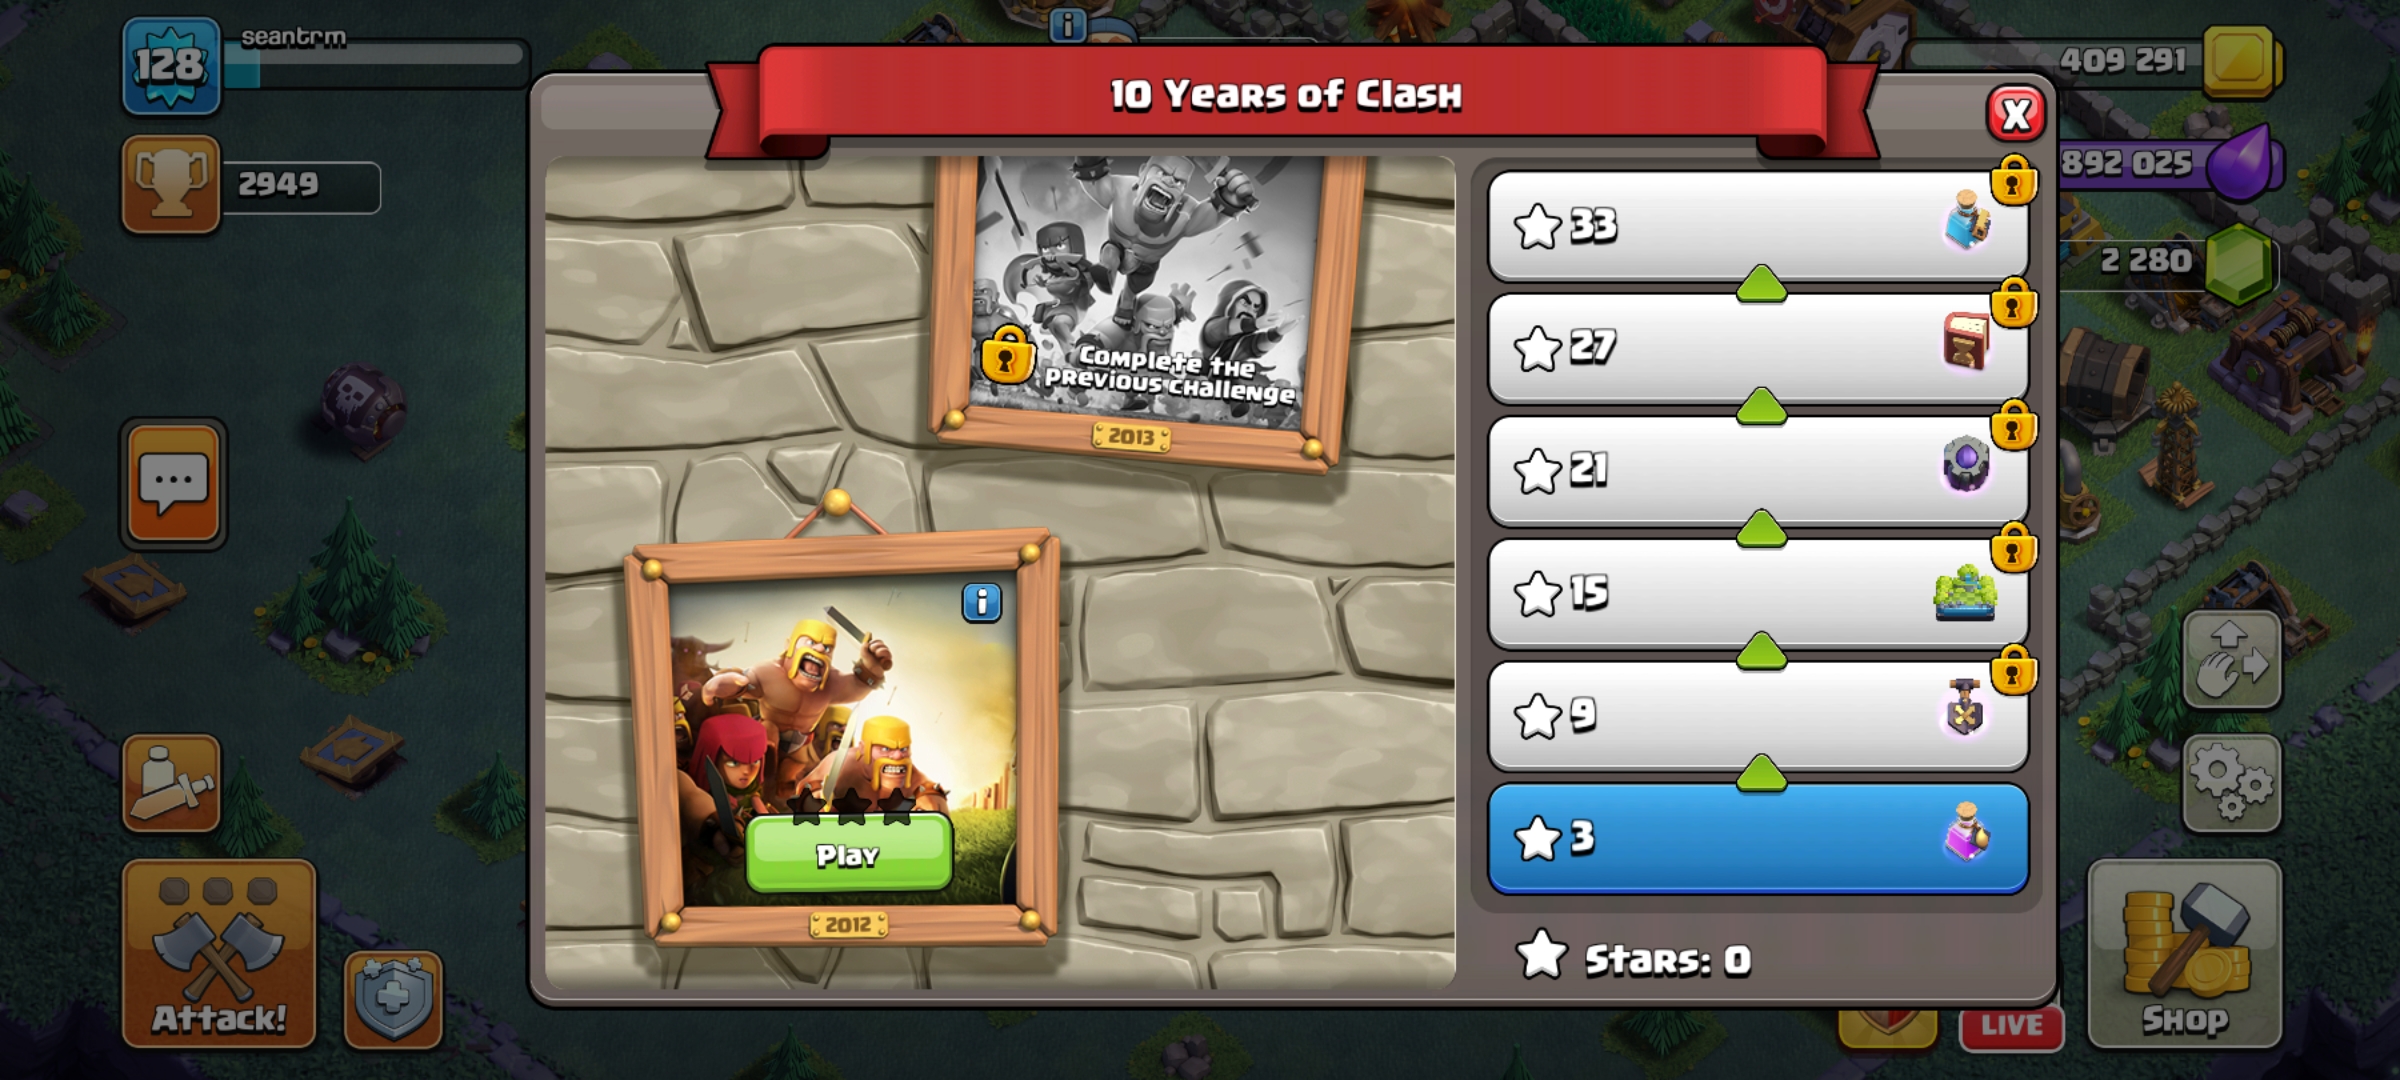 128
seantrm
2949
10 Years of Clash
X
409 291
892 025
2 280
Complete the
previous challenge
2013
Play
2012
33
27
21
15
9
3
Stars: 0
Attack!
LIVE
Shop